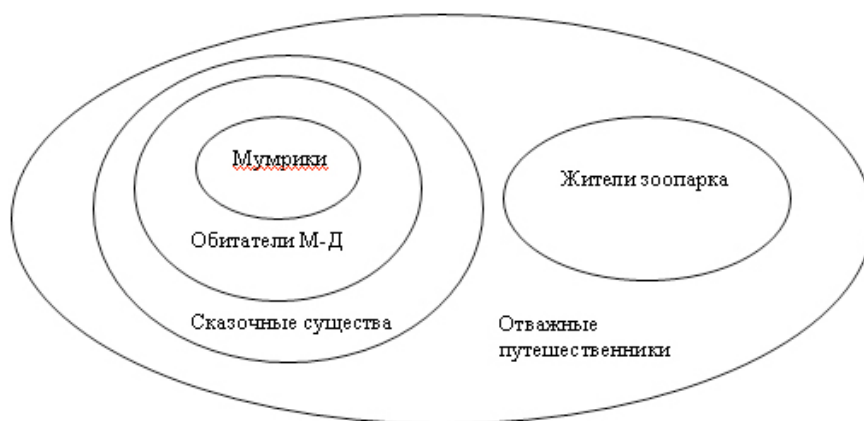 Мумрики
Жители зоопарка
Обитатели М-Д
Сказочные существа
Отважные
путешественники